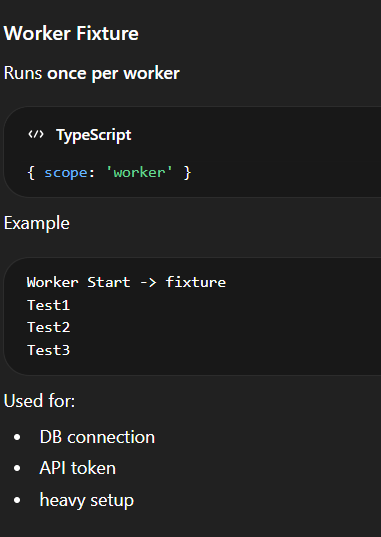 Worker Fixture
Runs once per worker
</> TypeScript
{ scope: 'worker' }
Example
Worker Start -> fixture
Test1
Test2
Test3
Used for:
• DB connection
• API token
• heavy setup